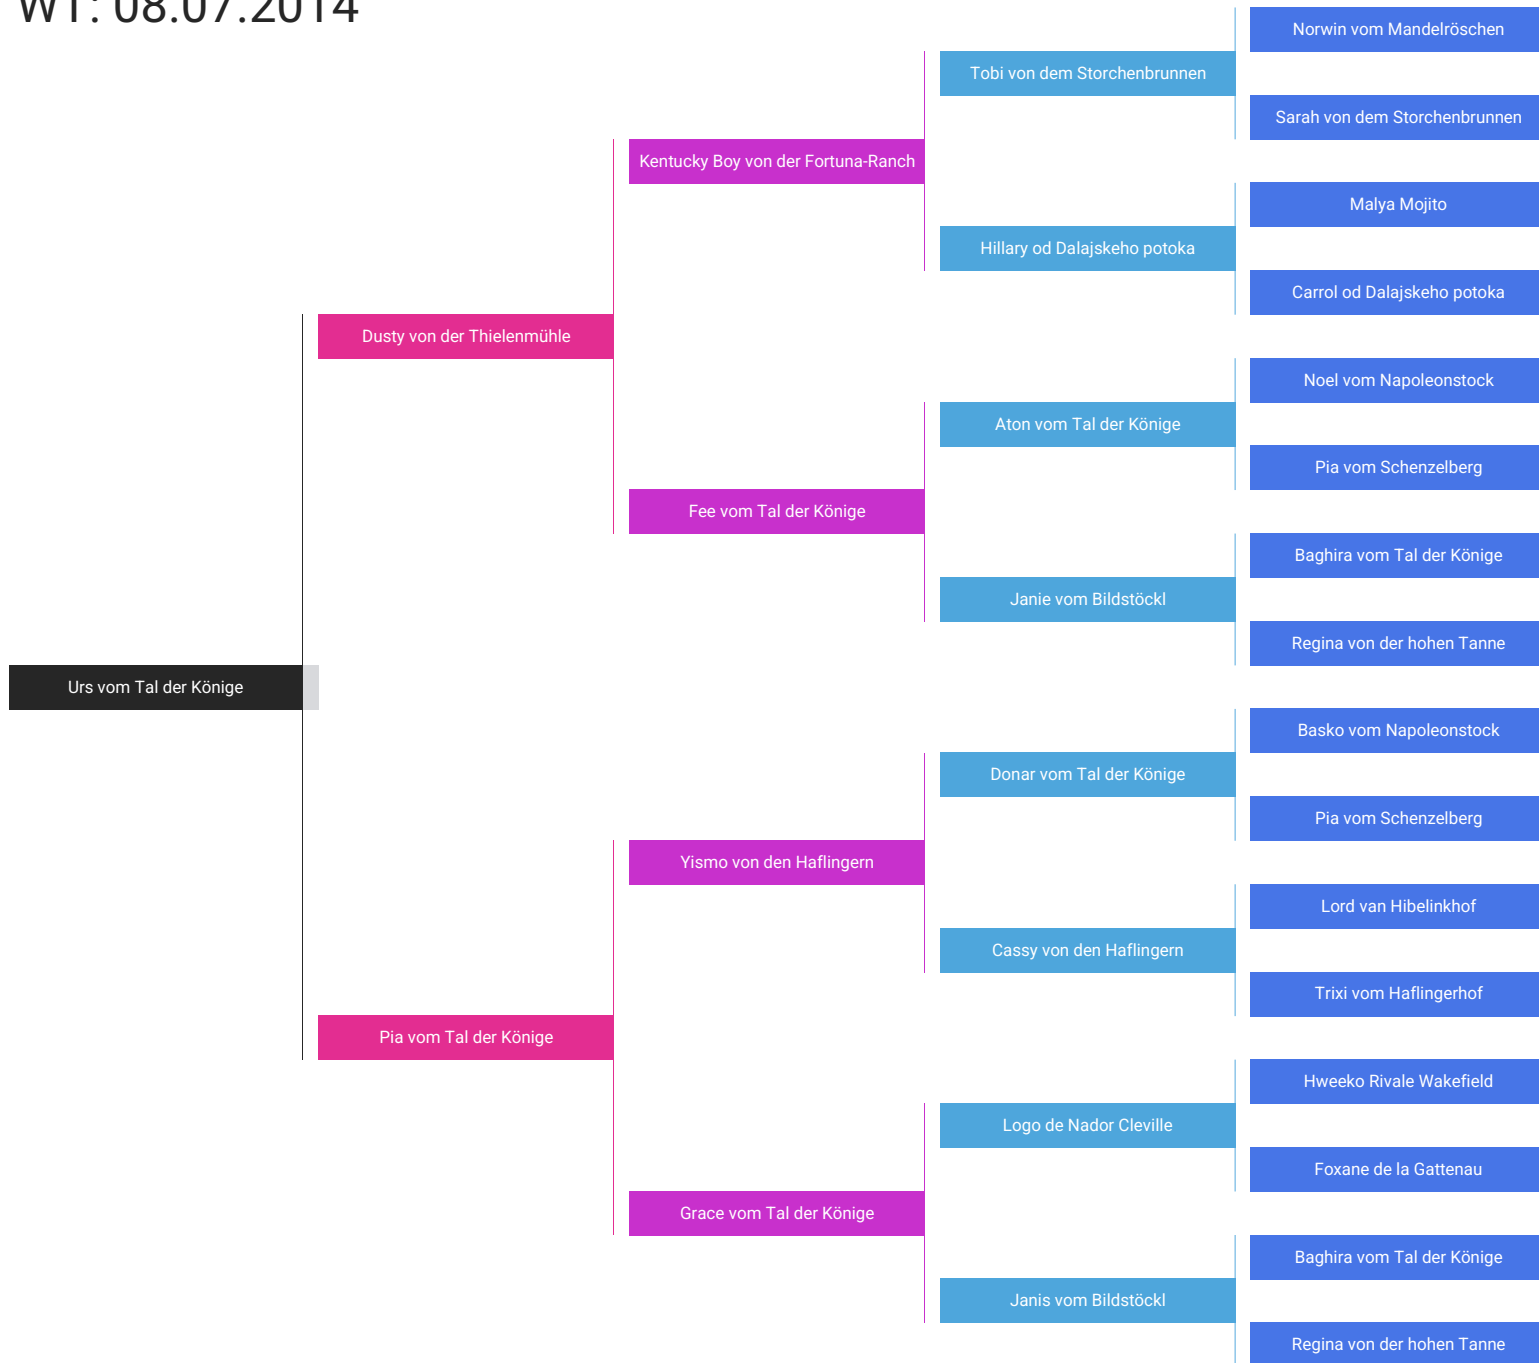 WT: 08.07.2014
Norwin vom Mandelröschen
Tobi von dem Storchenbrunnen
Sarah von dem Storchenbrunnen
Kentucky Boy von der Fortuna-Ranch
Malya Mojito
Hillary od Dalajskeho potoka
Carrol od Dalajskeho potoka
Dusty von der Thielenmühle
Noel vom Napoleonstock
Aton vom Tal der Könige
Pia vom Schenzelberg
Fee vom Tal der Könige
Baghira vom Tal der Könige
Janie vom Bildstöckl
Regina von der hohen Tanne
Urs vom Tal der Könige
Basko vom Napoleonstock
Donar vom Tal der Könige
Pia vom Schenzelberg
Yismo von den Haflingern
Lord van Hibelinkhof
Cassy von den Haflingern
Trixi vom Haflingerhof
Pia vom Tal der Könige
Hweeko Rivale Wakefield
Logo de Nador Cleville
Foxane de la Gattenau
Grace vom Tal der Könige
Baghira vom Tal der Könige
Janis vom Bildstöckl
Regina von der hohen Tanne